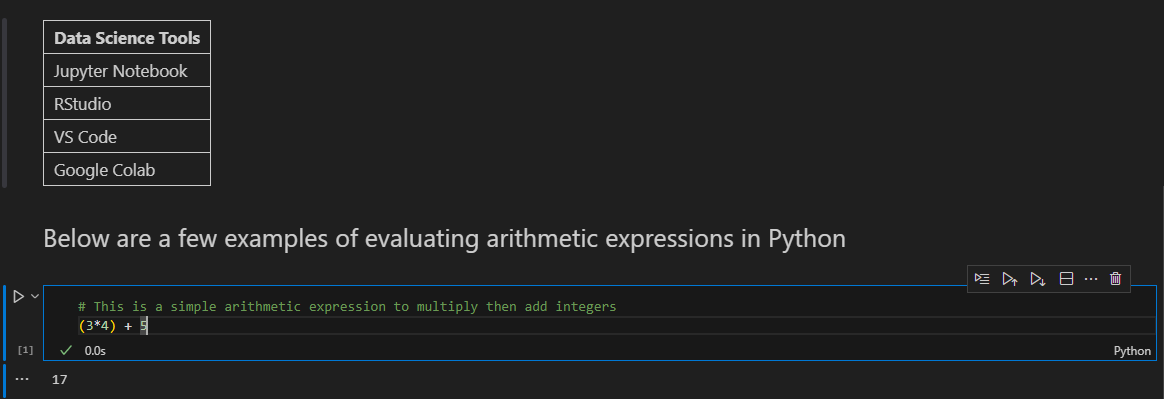 Data Science Tools
Jupyter Notebook
RStudio
VS Code
Google Colab
Below are a few examples of evaluating arithmetic expressions in Python
# This is a simple arithmetic expression to multiply then add integers
(3*4) + 5
[1] 0.0s Python
17